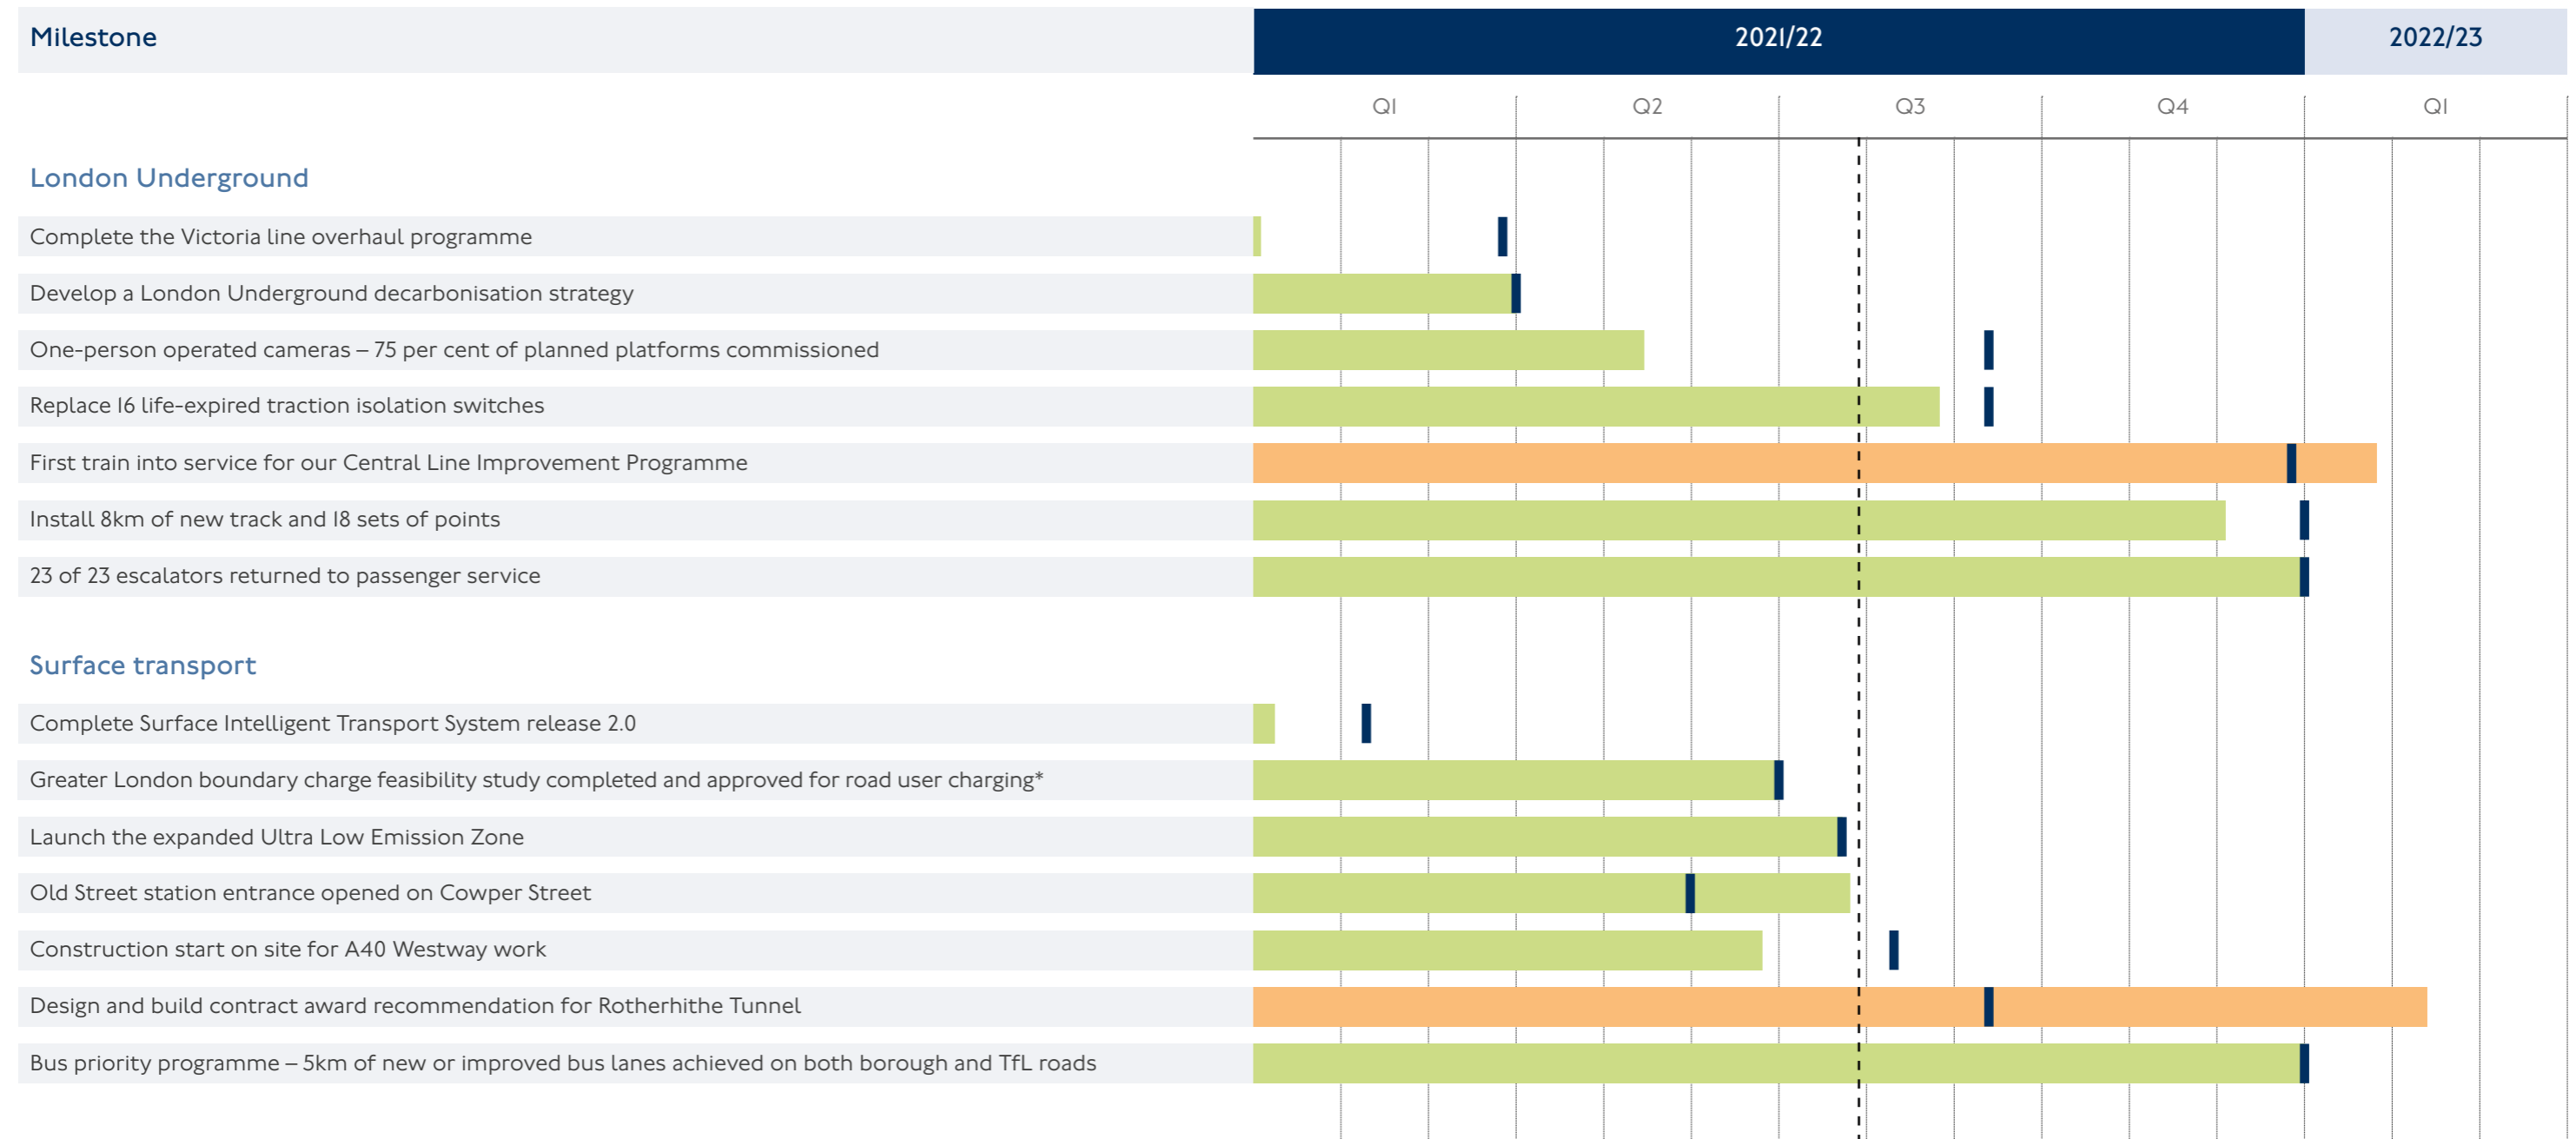 Milestone 2021/22 2022/23
Q1 Q2 Q3 Q4 Q1
London Underground
Complete the Victoria line overhaul programme
Develop a London Underground decarbonisation strategy
One-person operated cameras – 75 per cent of planned platforms commissioned
Replace 16 life-expired traction isolation switches
First train into service for our Central Line Improvement Programme
Install 8km of new track and 18 sets of points
23 of 23 escalators returned to passenger service
Surface transport
Complete Surface Intelligent Transport System release 2.0
Greater London boundary charge feasibility study completed and approved for road user charging*
Launch the expanded Ultra Low Emission Zone
Old Street station entrance opened on Cowper Street
Construction start on site for A40 Westway work
Design and build contract award recommendation for Rotherhithe Tunnel
Bus priority programme – 5km of new or improved bus lanes achieved on both borough and TfL roads